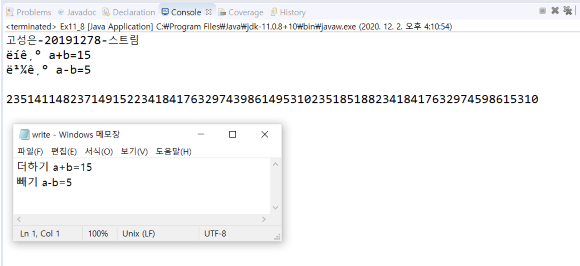 Problems Javadoc Declaration Console Coverage History
<terminated> Ex11_8 [Java Application] C:₩Program Files₩Java₩jdk-11.0.8+10₩bin₩javaw.exe (2020. 12. 2. 오후 4:10:54)
고성은-20191278-스트림
ëíê¸° a+b=15
ë¹¼ê¸° a-b=5
235141148237149152234184176329743986149531023518518823418417632974598615310
write - Windows 메모장
파일(F) 편집(E) 서식(O) 보기(V) 도움말(H)
더하기 a+b=15
빼기 a-b=5
Ln 1, Col 1 100% Unix (LF) UTF-8